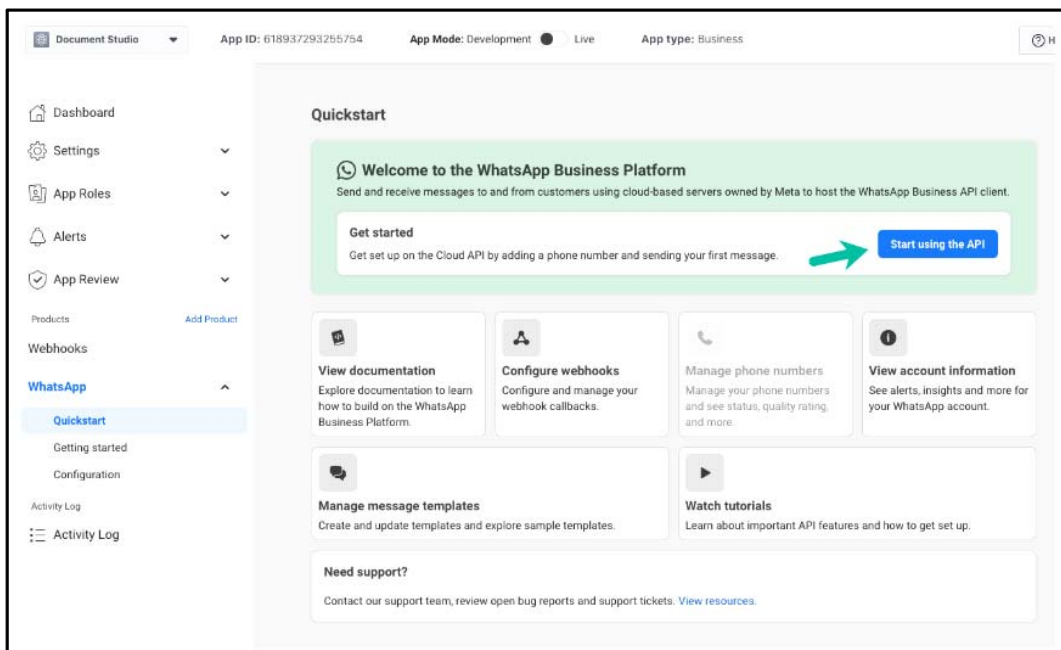 Document Studio
App ID: 618937293255754
App Mode: Development
Live
App type: Business
H
Dashboard
Settings
App Roles
Alerts
App Review
Products
Add Product
Webhooks
WhatsApp
Quickstart
Getting started
Configuration
Activity Log
Activity Log
Quickstart
Welcome to the WhatsApp Business Platform
Send and receive messages to and from customers using cloud-based servers owned by Meta to host the WhatsApp Business API client.
Get started
Get set up on the Cloud API by adding a phone number and sending your first message.
Start using the API
View documentation
Explore documentation to learn
how to build on the WhatsApp
Business Platform.
Configure webhooks
Configure and manage your
webhook callbacks.
Manage phone numbers
Manage your phone numbers
and see status, quality rating,
and more.
View account information
See alerts, insights and more for
your WhatsApp account.
Manage message templates
Create and update templates and explore sample templates.
Watch tutorials
Learn about important API features and how to get set up.
Need support?
Contact our support team, review open bug reports and support tickets. View resources.